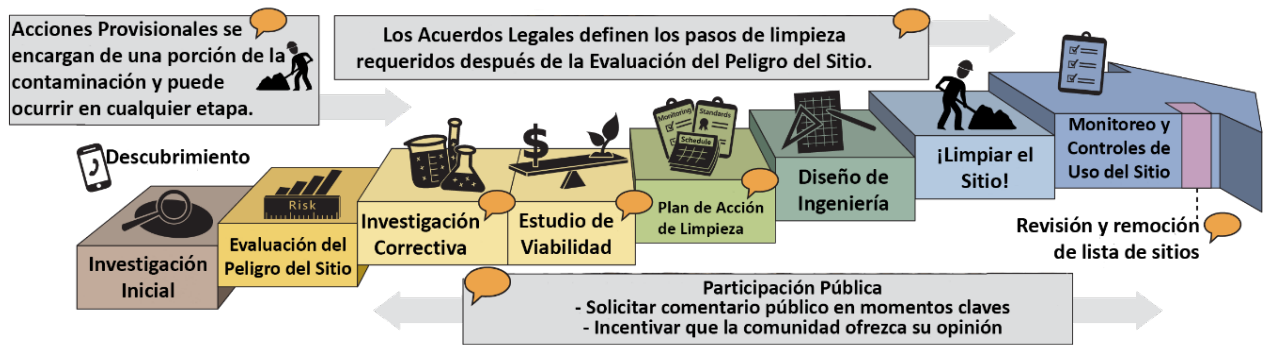 Acciones Provisionales se
encargan de una porción de la
contaminación y puede
ocurrir en cualquier etapa.
Los Acuerdos Legales definen los pasos de limpieza
requeridos después de la Evaluación del Peligro del Sitio.
Descubrimiento
Investigación
Inicial
Risk
Evaluación del
Peligro del Sitio
Investigación
Correctiva
$
Estudio de
Viabilidad
Monitoring
Standards
Schedule
Plan de Acción
de Limpieza
Diseño de
Ingeniería
¡Limpiar el
Sitio!
Monitoreo y
Controles de
Uso del Sitio
Revisión y remoción
de lista de sitios
Participación Pública
- Solicitar comentario público en momentos claves
- Incentivar que la comunidad ofrezca su opinión